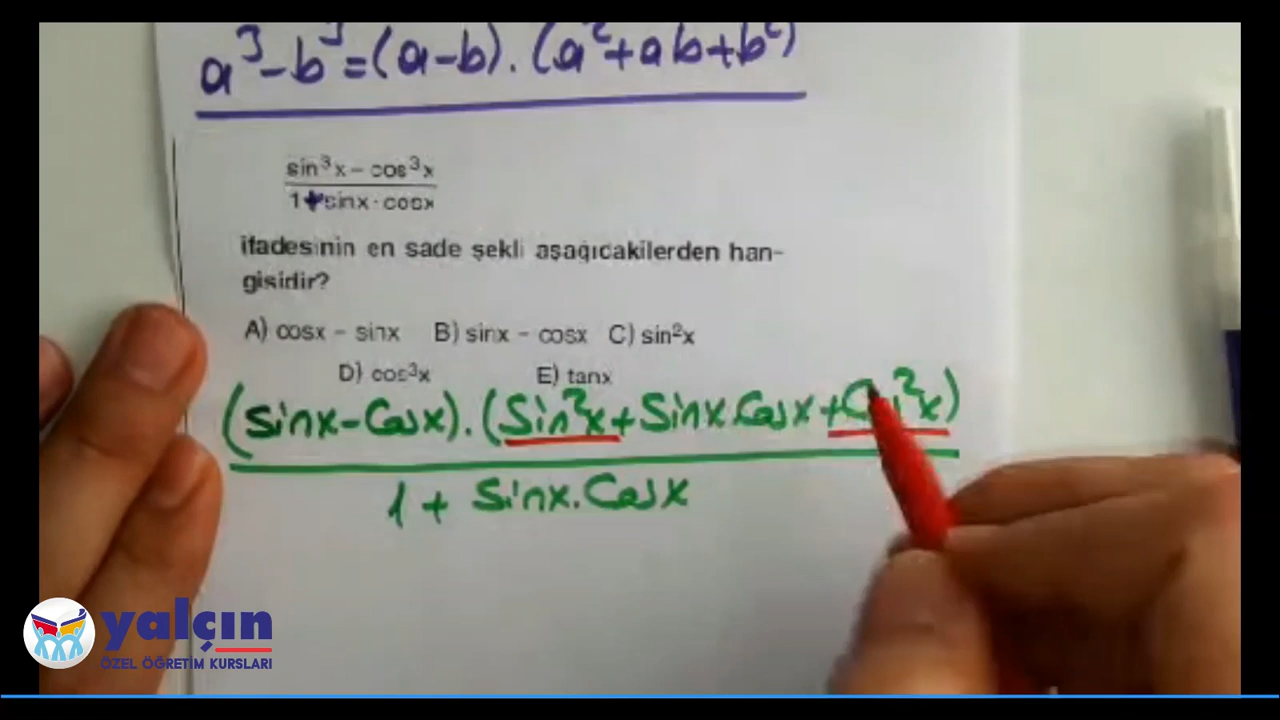 a³-b³=(a-b).(a²+ab+b²)
sin³x – cos³x
1+sinx·cosx
ifadesinin en sade şekli aşağıdakilerden han-
gisidir?
A) cosx – sinx B) sinx – cosx C) sin²x
D) cos³x E) tanx
(Sinx-Cosx).(Sin²x+Sinx.Cosx+Cos²x)
1 + Sinx.Cosx
yalçın
ÖZEL ÖĞRETİM KURSLARI